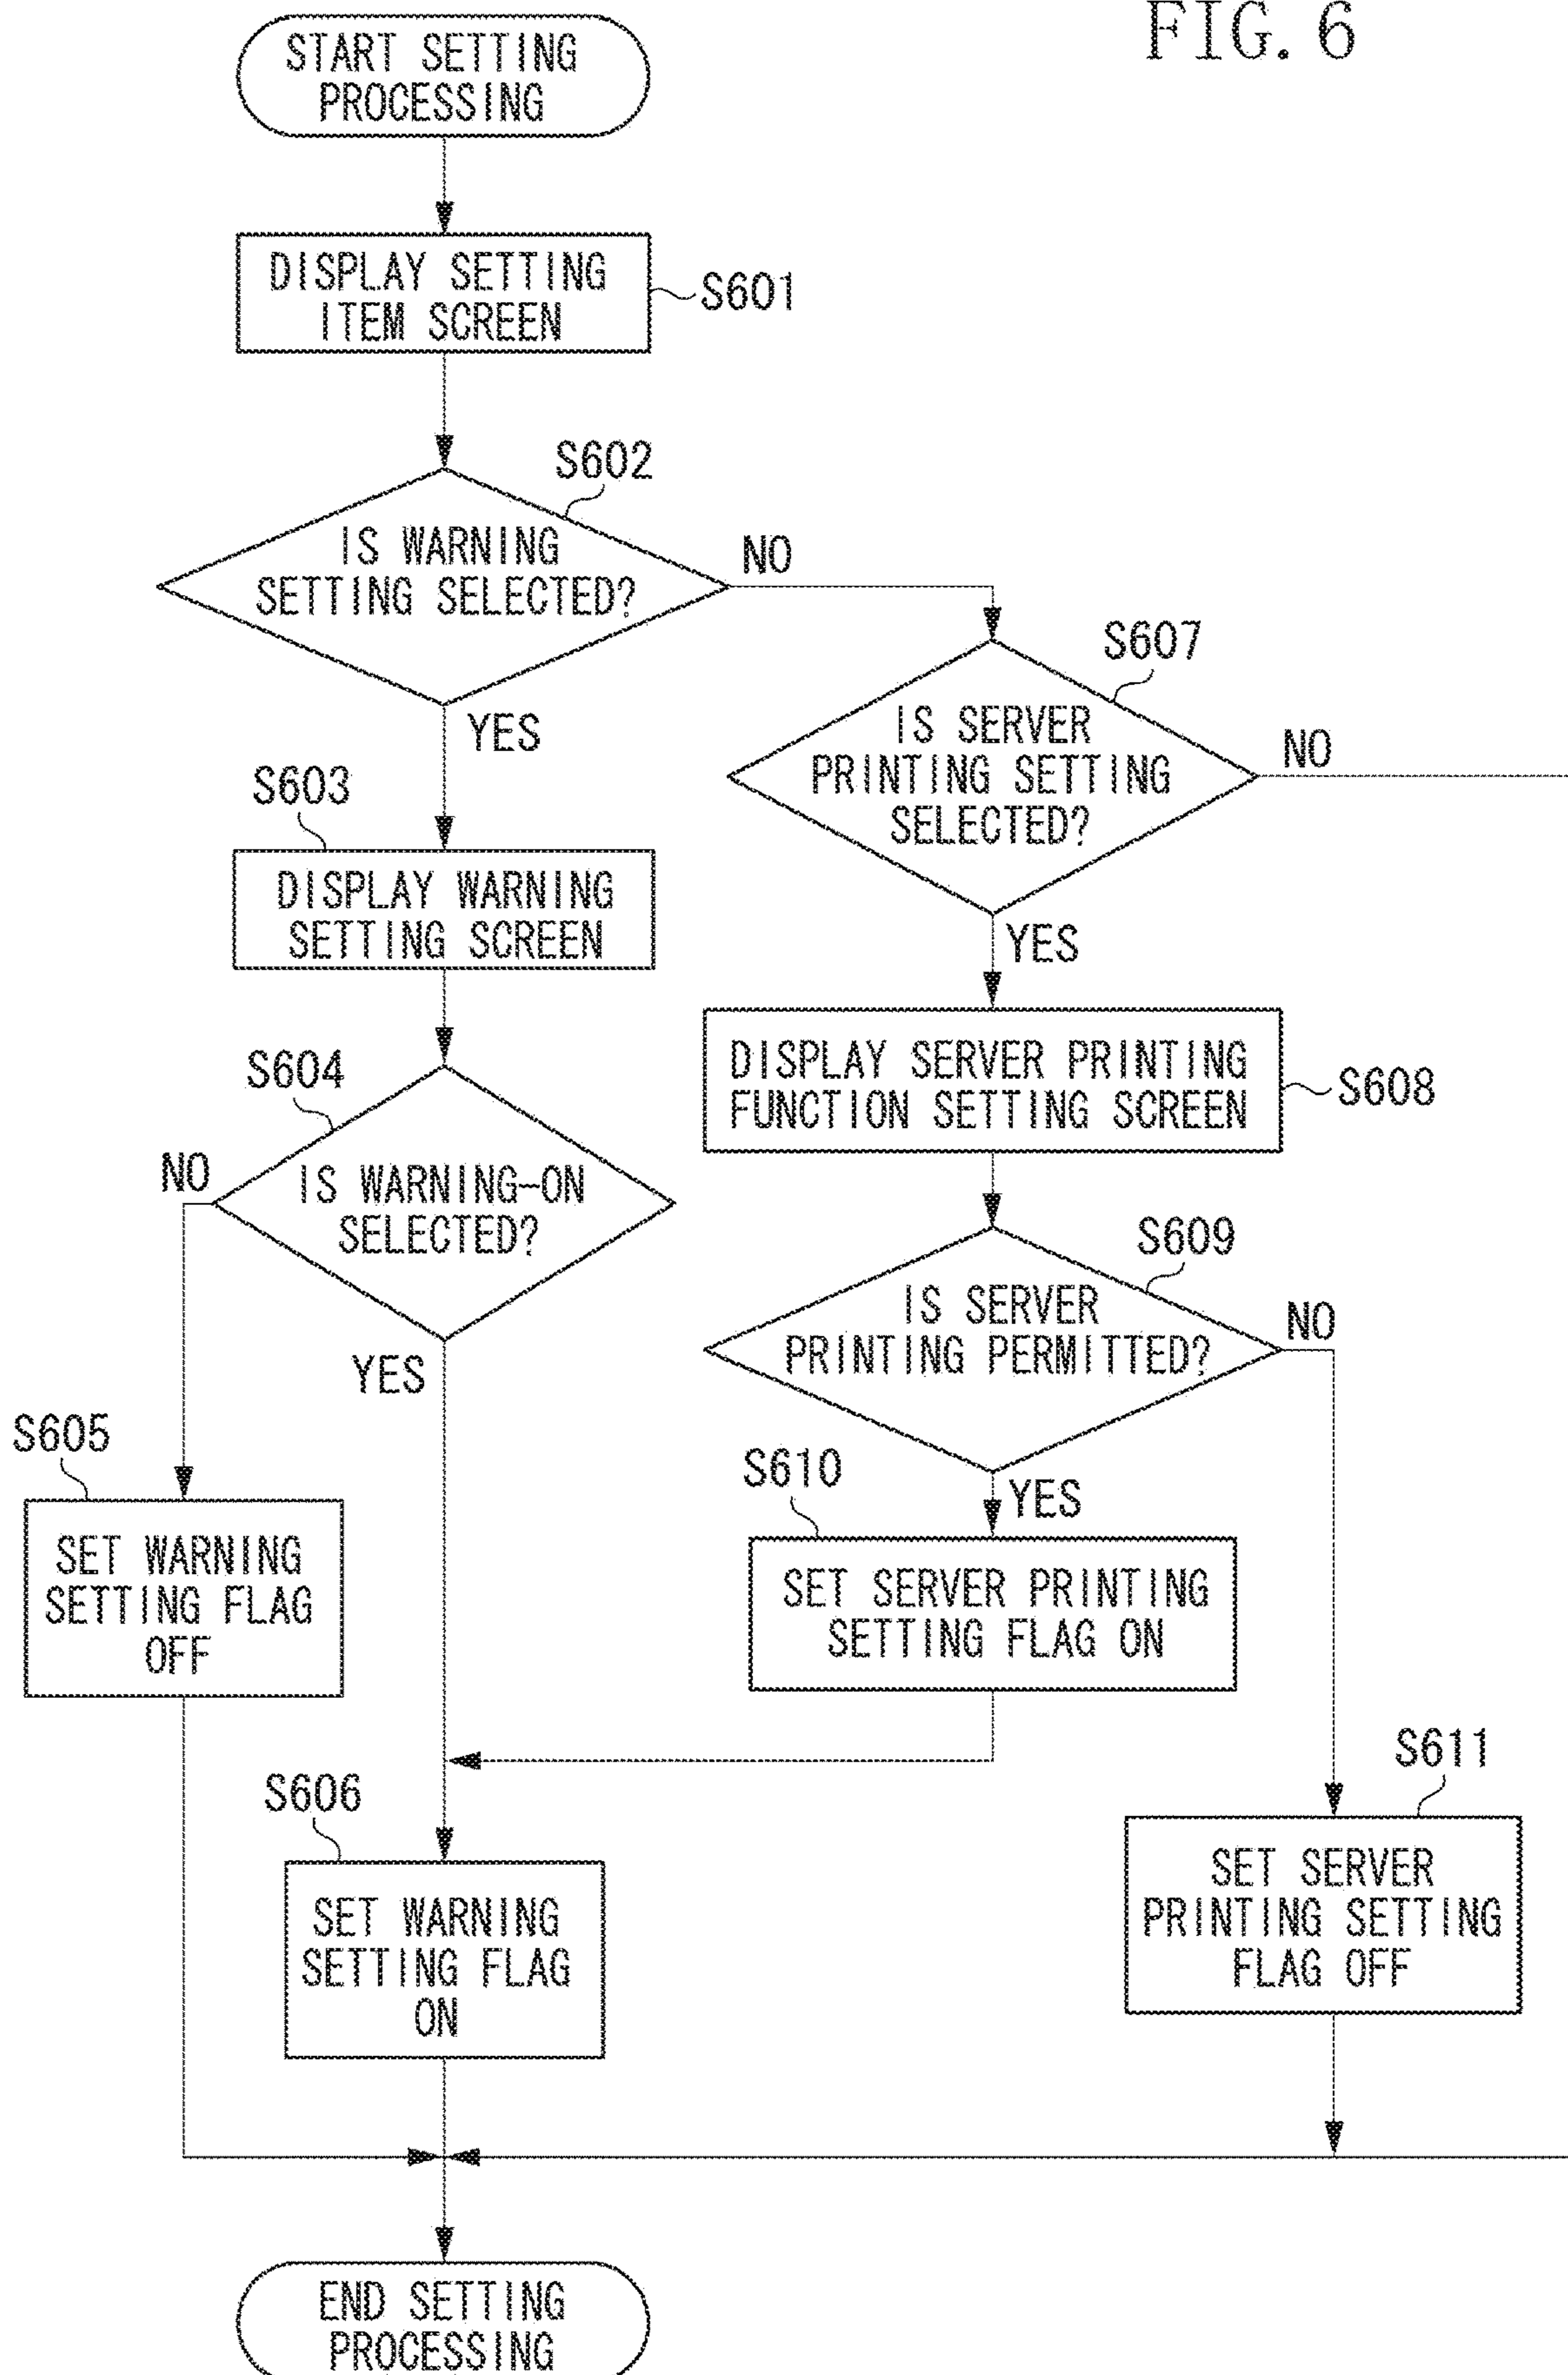 FIG. 6
START SETTING
PROCESSING
DISPLAY SETTING
ITEM SCREEN
S601
S602
IS WARNING
SETTING SELECTED?
NO
YES
S607
IS SERVER
PRINTING SETTING
SELECTED?
NO
YES
S603
DISPLAY WARNING
SETTING SCREEN
DISPLAY SERVER PRINTING
FUNCTION SETTING SCREEN
S608
S604
IS WARNING-ON
SELECTED?
NO
YES
S609
IS SERVER
PRINTING PERMITTED?
NO
YES
S605
SET WARNING
SETTING FLAG
OFF
S610
SET SERVER PRINTING
SETTING FLAG ON
S606
SET WARNING
SETTING FLAG
ON
S611
SET SERVER
PRINTING SETTING
FLAG OFF
END SETTING
PROCESSING